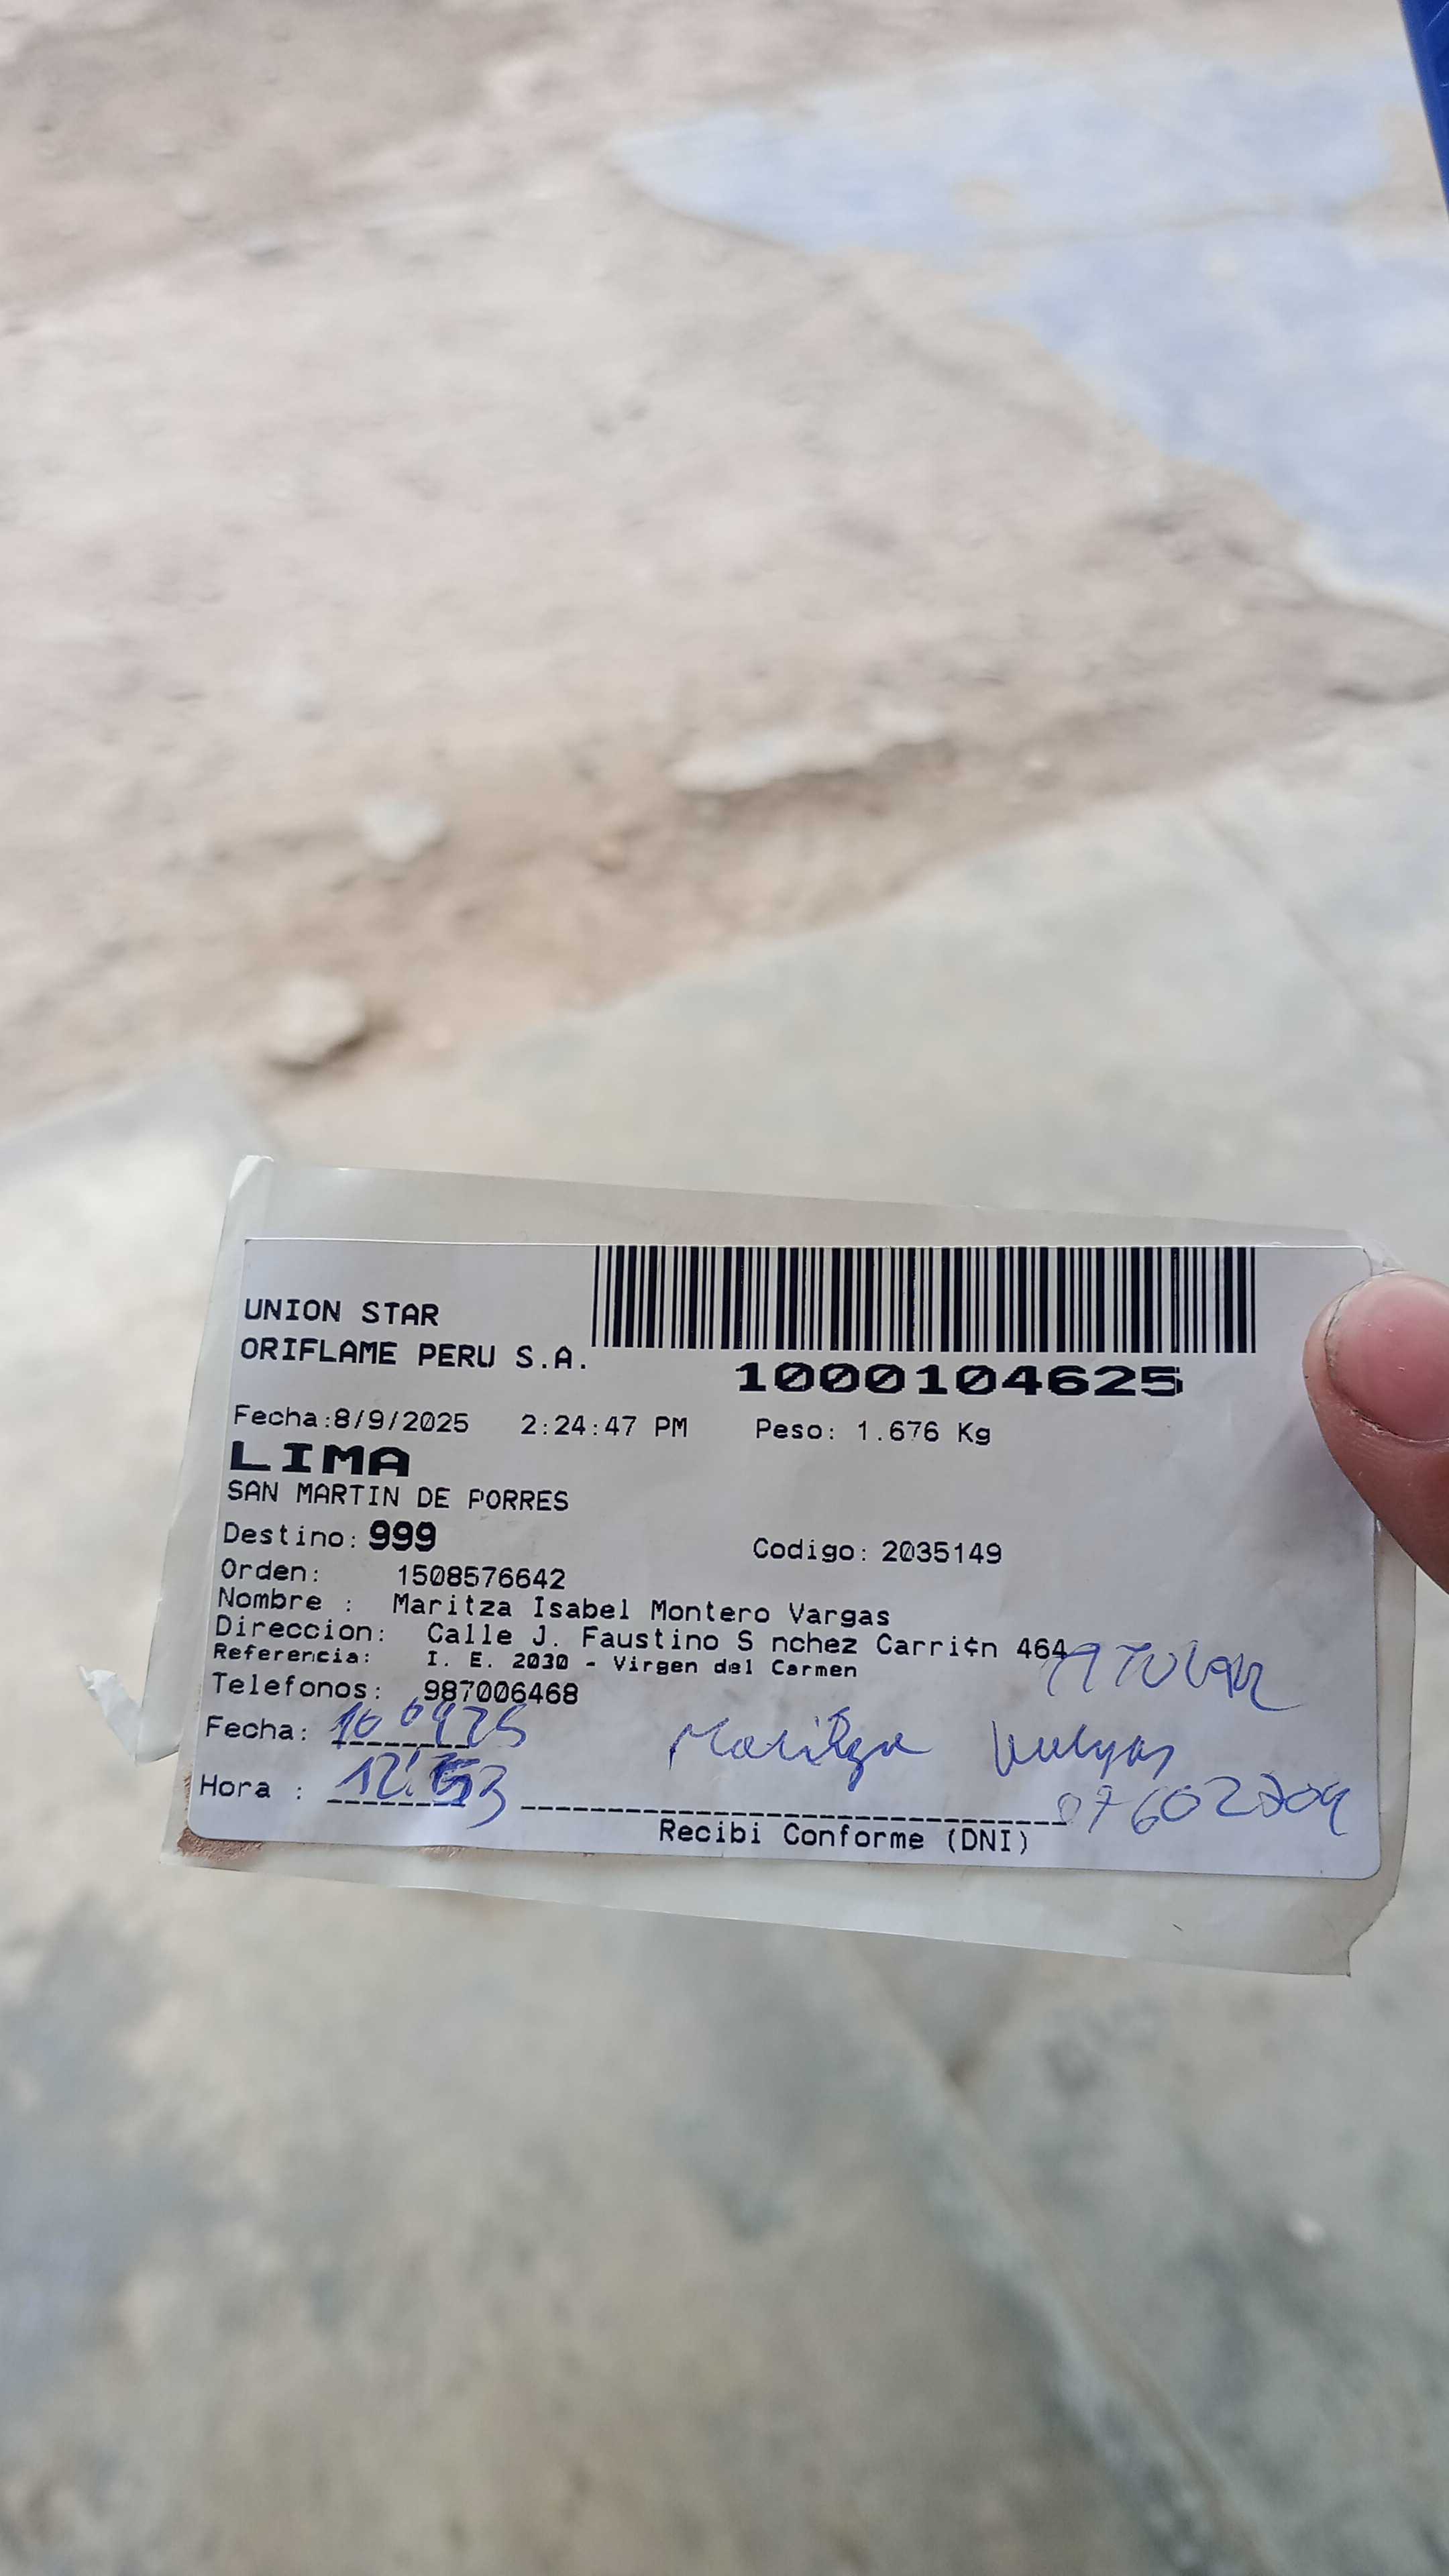 UNION STAR
ORIFLAME PERU S.A.
1000104625
Fecha:8/9/2025 2:24:47 PM Peso: 1.676 Kg
LIMA
SAN MARTIN DE PORRES
Destino: 999 Codigo: 2035149
Orden: 1508576642
Nombre : Maritza Isabel Montero Vargas
Direccion: Calle J. Faustino S nchez Carri¢n 464
Referencia: I. E. 2030 - Virgen del Carmen
TITULAR
Telefonos: 987006468
Fecha: 10 09 25 Maritza Vargas
Hora : 12:53
Recibi Conforme (DNI)